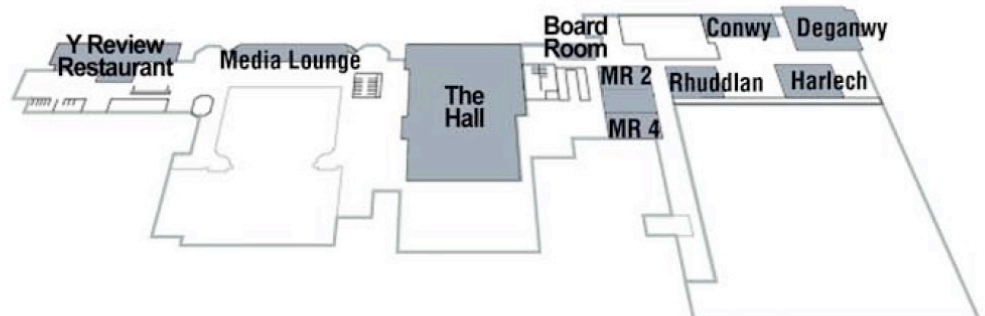 Y Review
Restaurant
Media Lounge
The
Hall
Board
Room
MR 2
MR 4
Conwy
Deganwy
Rhuddlan
Harlech